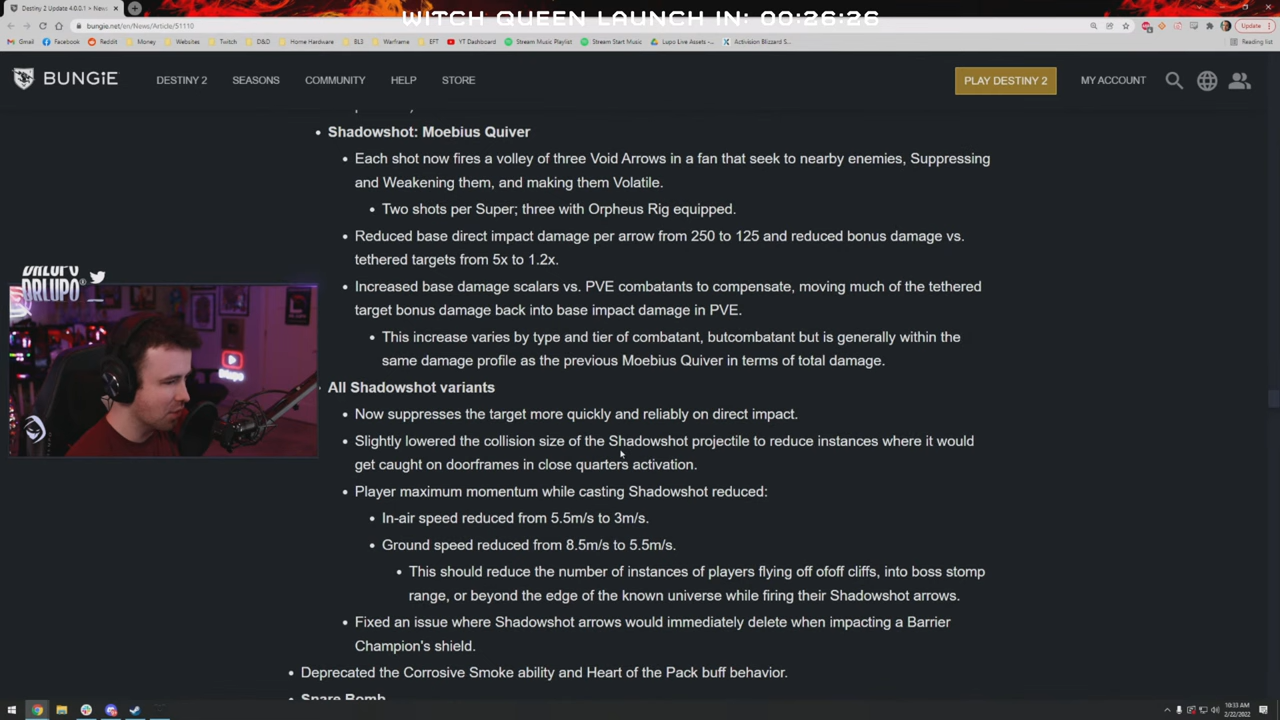 WITCH QUEEN LAUNCH IN: 00:26:26
Destiny 2 Update 4.0.0.1 > News
bungie.net/en/News/Article/51110
Update
Gmail Facebook Reddit Money Websites Twitch D&D Home Hardware BL3 Warframe EFT YT Dashboard Stream Music Playlist Stream Start Music Lupo Live Assets -... Activision Blizzard S... Reading list
BUNGiE DESTINY 2 SEASONS COMMUNITY HELP STORE PLAY DESTINY 2 MY ACCOUNT
• Shadowshot: Moebius Quiver
• Each shot now fires a volley of three Void Arrows in a fan that seek to nearby enemies, Suppressing
and Weakening them, and making them Volatile.
• Two shots per Super; three with Orpheus Rig equipped.
• Reduced base direct impact damage per arrow from 250 to 125 and reduced bonus damage vs.
tethered targets from 5x to 1.2x.
• Increased base damage scalars vs. PVE combatants to compensate, moving much of the tethered
target bonus damage back into base impact damage in PVE.
• This increase varies by type and tier of combatant, butcombatant but is generally within the
same damage profile as the previous Moebius Quiver in terms of total damage.
All Shadowshot variants
• Now suppresses the target more quickly and reliably on direct impact.
• Slightly lowered the collision size of the Shadowshot projectile to reduce instances where it would
get caught on doorframes in close quarters activation.
• Player maximum momentum while casting Shadowshot reduced:
• In-air speed reduced from 5.5m/s to 3m/s.
• Ground speed reduced from 8.5m/s to 5.5m/s.
• This should reduce the number of instances of players flying off ofoff cliffs, into boss stomp
range, or beyond the edge of the known universe while firing their Shadowshot arrows.
• Fixed an issue where Shadowshot arrows would immediately delete when impacting a Barrier
Champion's shield.
• Deprecated the Corrosive Smoke ability and Heart of the Pack buff behavior.
• Snare Bomb
DRLUPO
DRLUPO
10:33 AM
2/22/2022